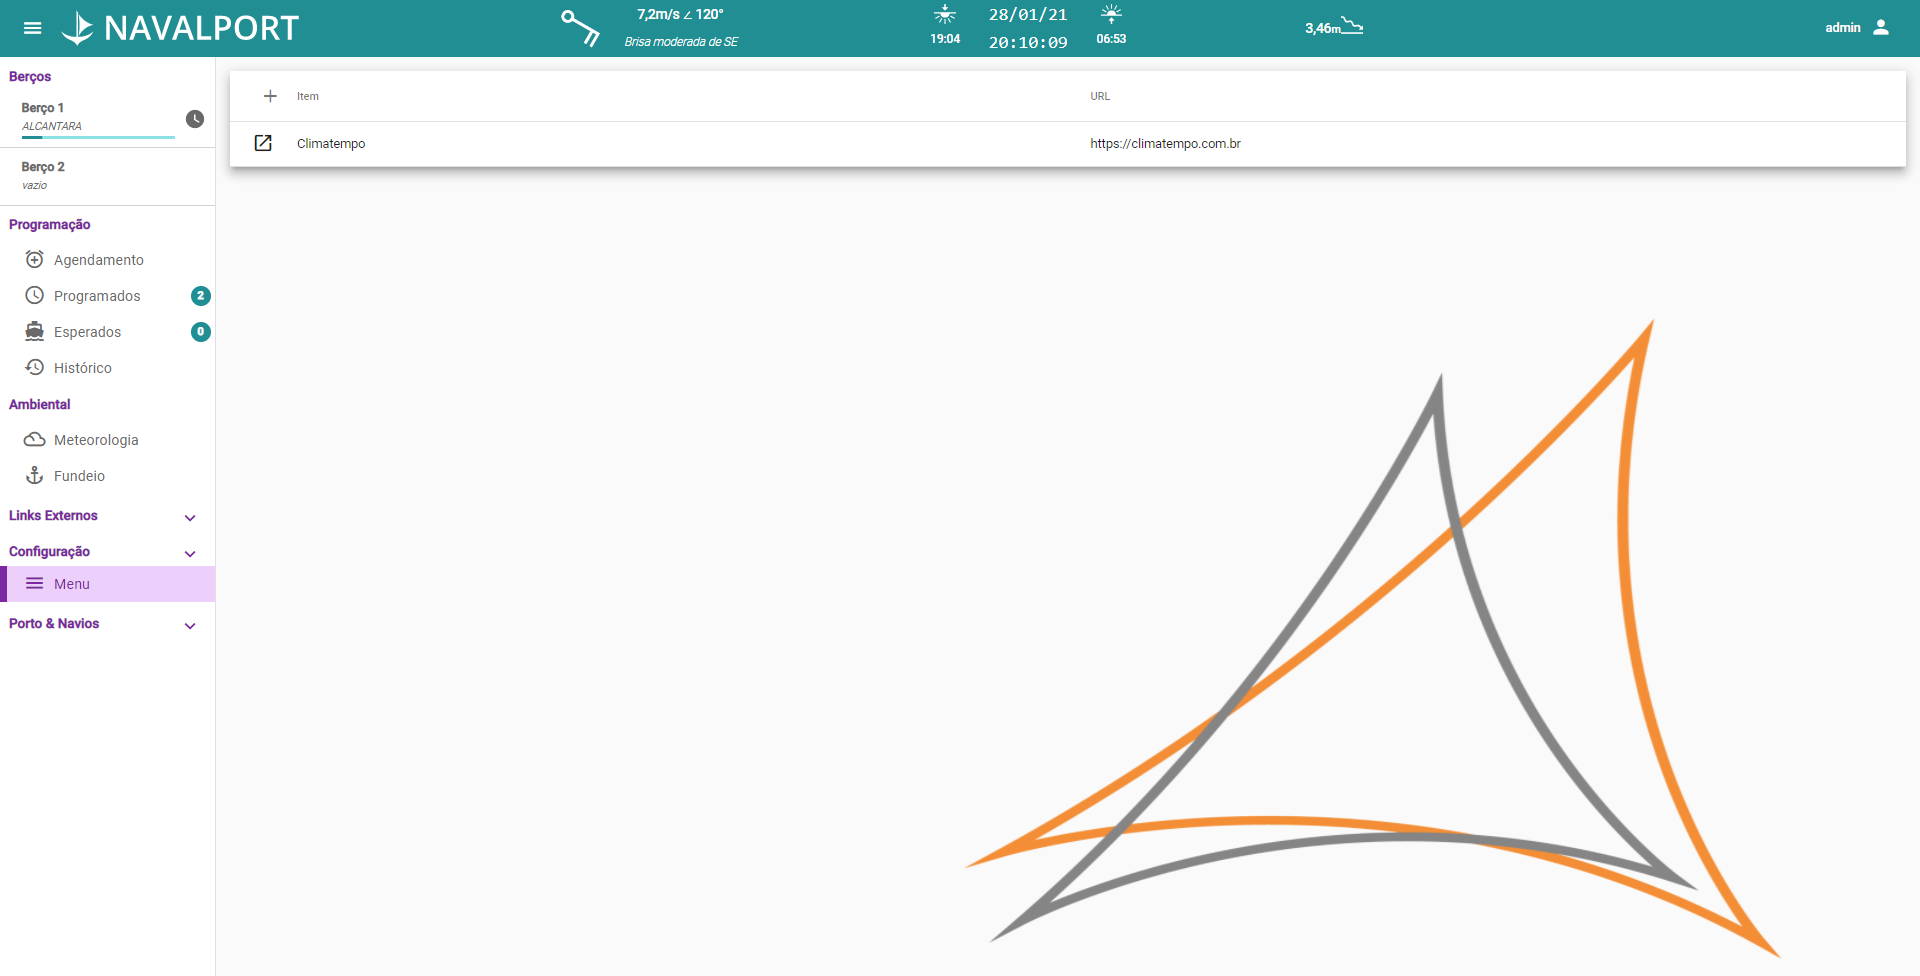 NAVALPORT
7,2m/s ∠ 120°
Brisa moderada de SE
19:04
28/01/21
20:10:09
06:53
3,46m
admin
Berços
Berço 1
ALCANTARA
Berço 2
vazio
Programação
Agendamento
Programados 2
Esperados 0
Histórico
Ambiental
Meteorologia
Fundeio
Links Externos
Configuração
Menu
Porto & Navios
Item URL
Climatempo https://climatempo.com.br